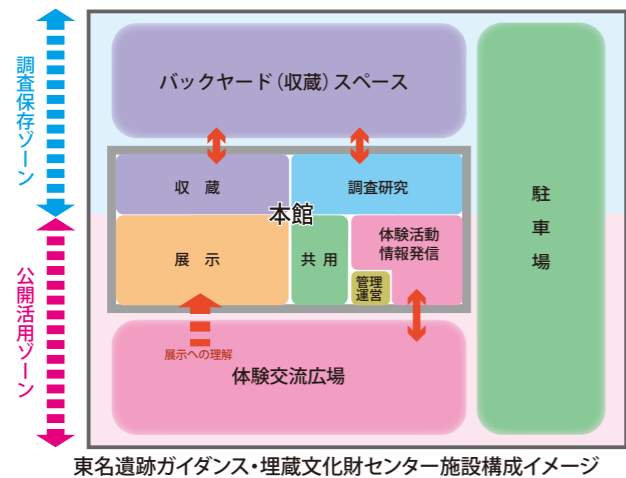 調査保存ゾーン
公開活用ゾーン
バックヤード（収蔵）スペース
収 蔵
調査研究
本館
展 示
共 用
体験活動
情報発信
管理
運営
展示への理解
体験交流広場
駐車場
東名遺跡ガイダンス・埋蔵文化財センター施設構成イメージ